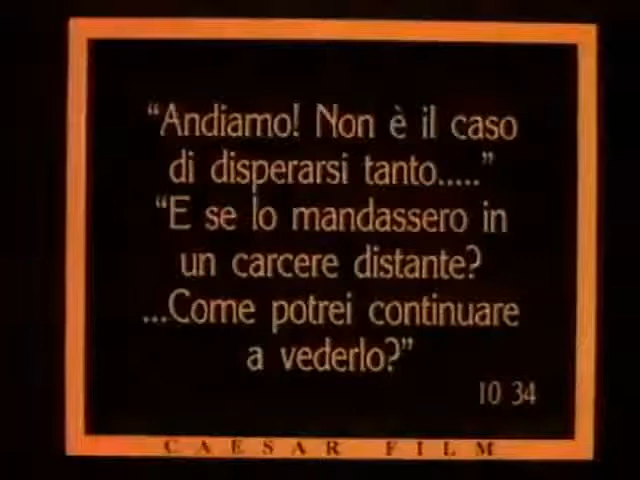 “Andiamo! Non è il caso
di disperarsi tanto.....”
“E se lo mandassero in
un carcere distante?
...Come potrei continuare
a vederlo?”
10 34
CAESAR FILM